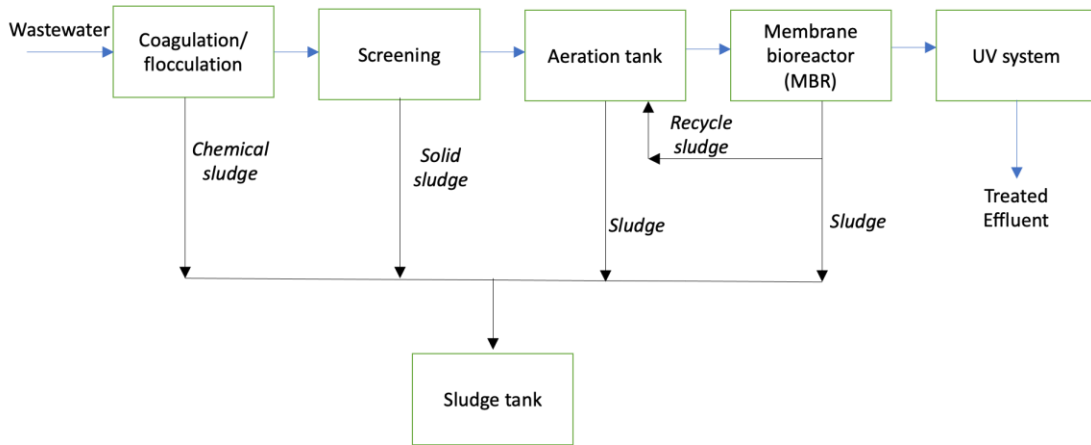 Wastewater
Coagulation/
flocculation
Screening
Aeration tank
Membrane
bioreactor
(MBR)
UV system
Chemical
sludge
Solid
sludge
Recycle
sludge
Sludge
Sludge
Treated
Effluent
Sludge tank